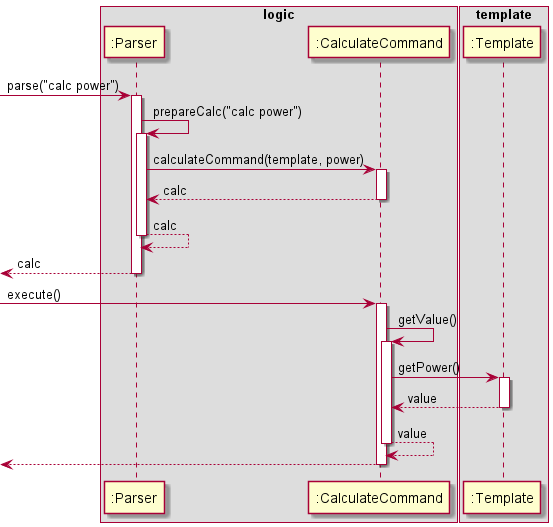 logic
template
:Parser
:CalculateCommand
:Template
parse("calc power")
prepareCalc("calc power")
calculateCommand(template, power)
calc
calc
calc
execute()
getValue()
getPower()
value
value
:Parser
:CalculateCommand
:Template